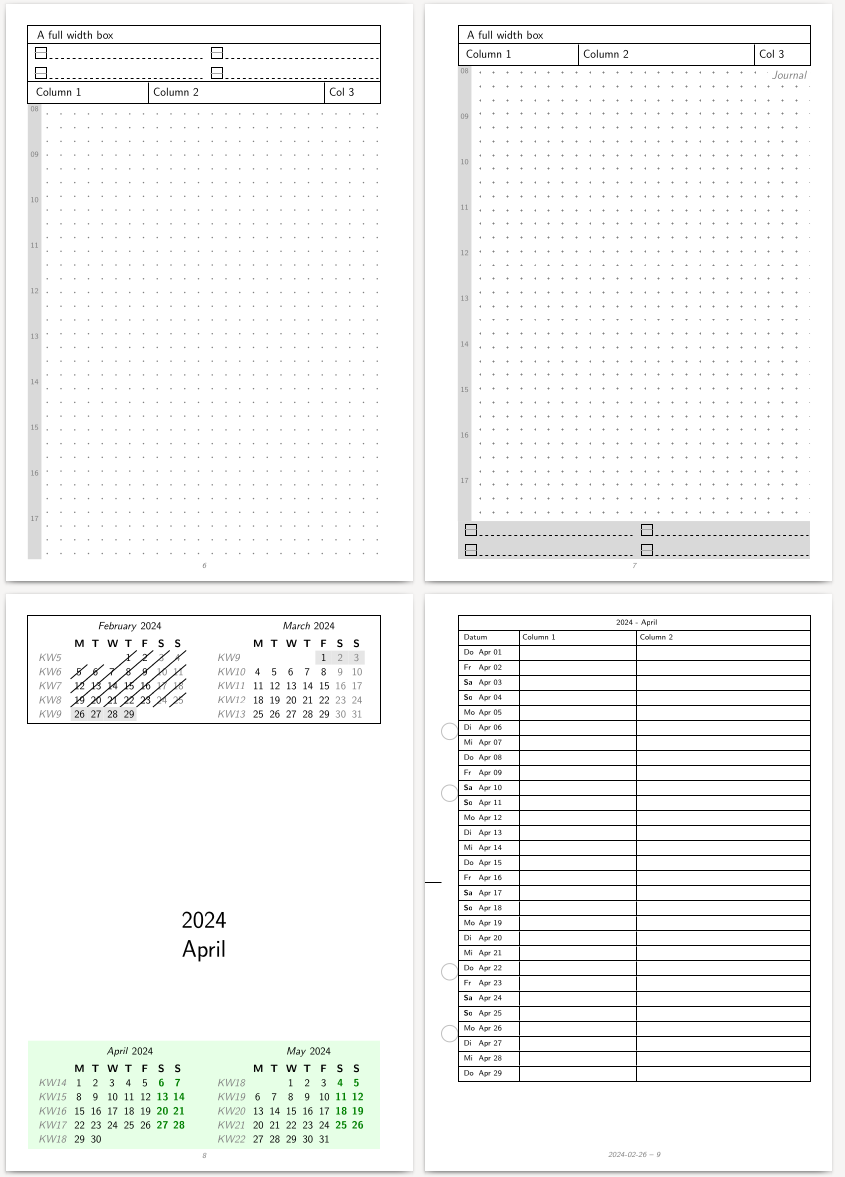 A full width box
Column 1 Column 2 Col 3
08
09
10
11
12
13
14
15
16
17
6
A full width box
Column 1 Column 2 Col 3
08 Journal
09
10
11
12
13
14
15
16
17
7
February 2024
M T W T F S S
KW5 1 2 3 4
KW6 5 6 7 8 9 10 11
KW7 12 13 14 15 16 17 18
KW8 19 20 21 22 23 24 25
KW9 26 27 28 29
March 2024
M T W T F S S
KW9 1 2 3
KW10 4 5 6 7 8 9 10
KW11 11 12 13 14 15 16 17
KW12 18 19 20 21 22 23 24
KW13 25 26 27 28 29 30 31
2024
April
April 2024
M T W T F S S
KW14 1 2 3 4 5 6 7
KW15 8 9 10 11 12 13 14
KW16 15 16 17 18 19 20 21
KW17 22 23 24 25 26 27 28
KW18 29 30
May 2024
M T W T F S S
KW18 1 2 3 4 5
KW19 6 7 8 9 10 11 12
KW20 13 14 15 16 17 18 19
KW21 20 21 22 23 24 25 26
KW22 27 28 29 30 31
8
2024 - April
Datum Column 1 Column 2
Do Apr 01
Fr Apr 02
Sa Apr 03
So Apr 04
Mo Apr 05
Di Apr 06
Mi Apr 07
Do Apr 08
Fr Apr 09
Sa Apr 10
So Apr 11
Mo Apr 12
Di Apr 13
Mi Apr 14
Do Apr 15
Fr Apr 16
Sa Apr 17
So Apr 18
Mo Apr 19
Di Apr 20
Mi Apr 21
Do Apr 22
Fr Apr 23
Sa Apr 24
So Apr 25
Mo Apr 26
Di Apr 27
Mi Apr 28
Do Apr 29
2024-02-26 – 9